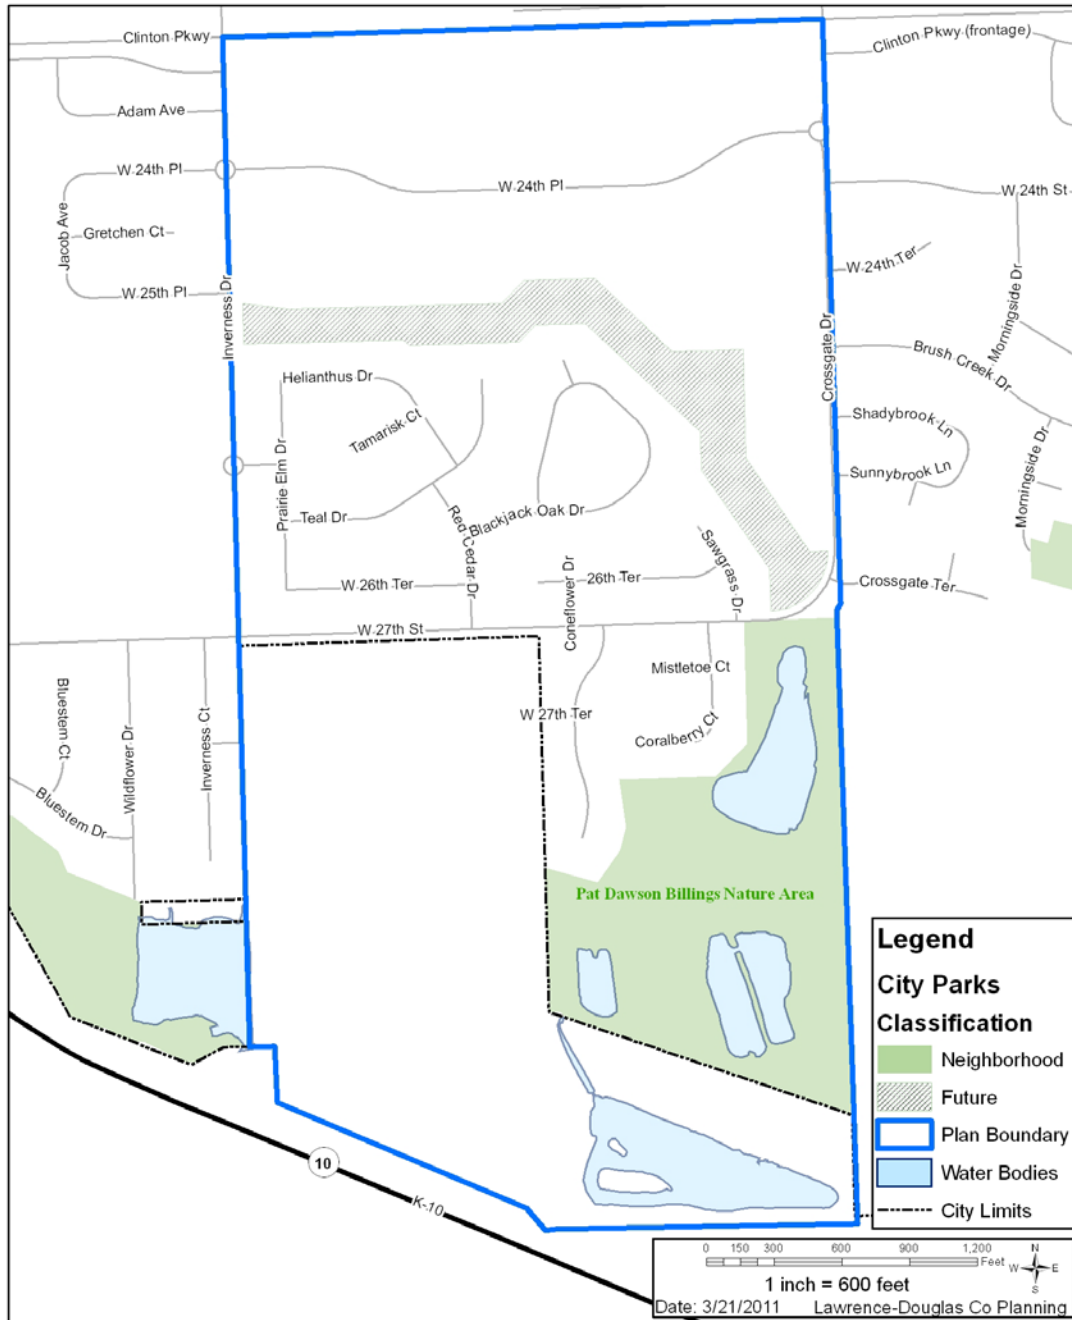 Clinton Pkwy
Clinton Pkwy (frontage)
Adam Ave
W 24th Pl
W 24th Pl
W 24th St
Jacob Ave
Gretchen Ct
W 24th Ter
W 25th Pl
Inverness Dr
Crossgate Dr
Morningside Dr
Brush Creek Dr
Helianthus Dr
Tamarisk Ct
Shadybrook Ln
Prairie Elm Dr
Sunnybrook Ln
Morningside Dr
Teal Dr
Red Cedar Dr
Blackjack Oak Dr
Sawgrass Dr
W 26th Ter
26th Ter
Coneflower Dr
Crossgate Ter
W 27th St
Mistletoe Ct
Bluestem Ct
Wildflower Dr
Inverness Ct
W 27th Ter
Coralberry Ct
Bluestem Dr
Pat Dawson Billings Nature Area
10
K-10
Legend
City Parks
Classification
Neighborhood
Future
Plan Boundary
Water Bodies
City Limits
0 150 300 600 900 1,200
Feet
N
W E
S
1 inch = 600 feet
Date: 3/21/2011 Lawrence-Douglas Co Planning